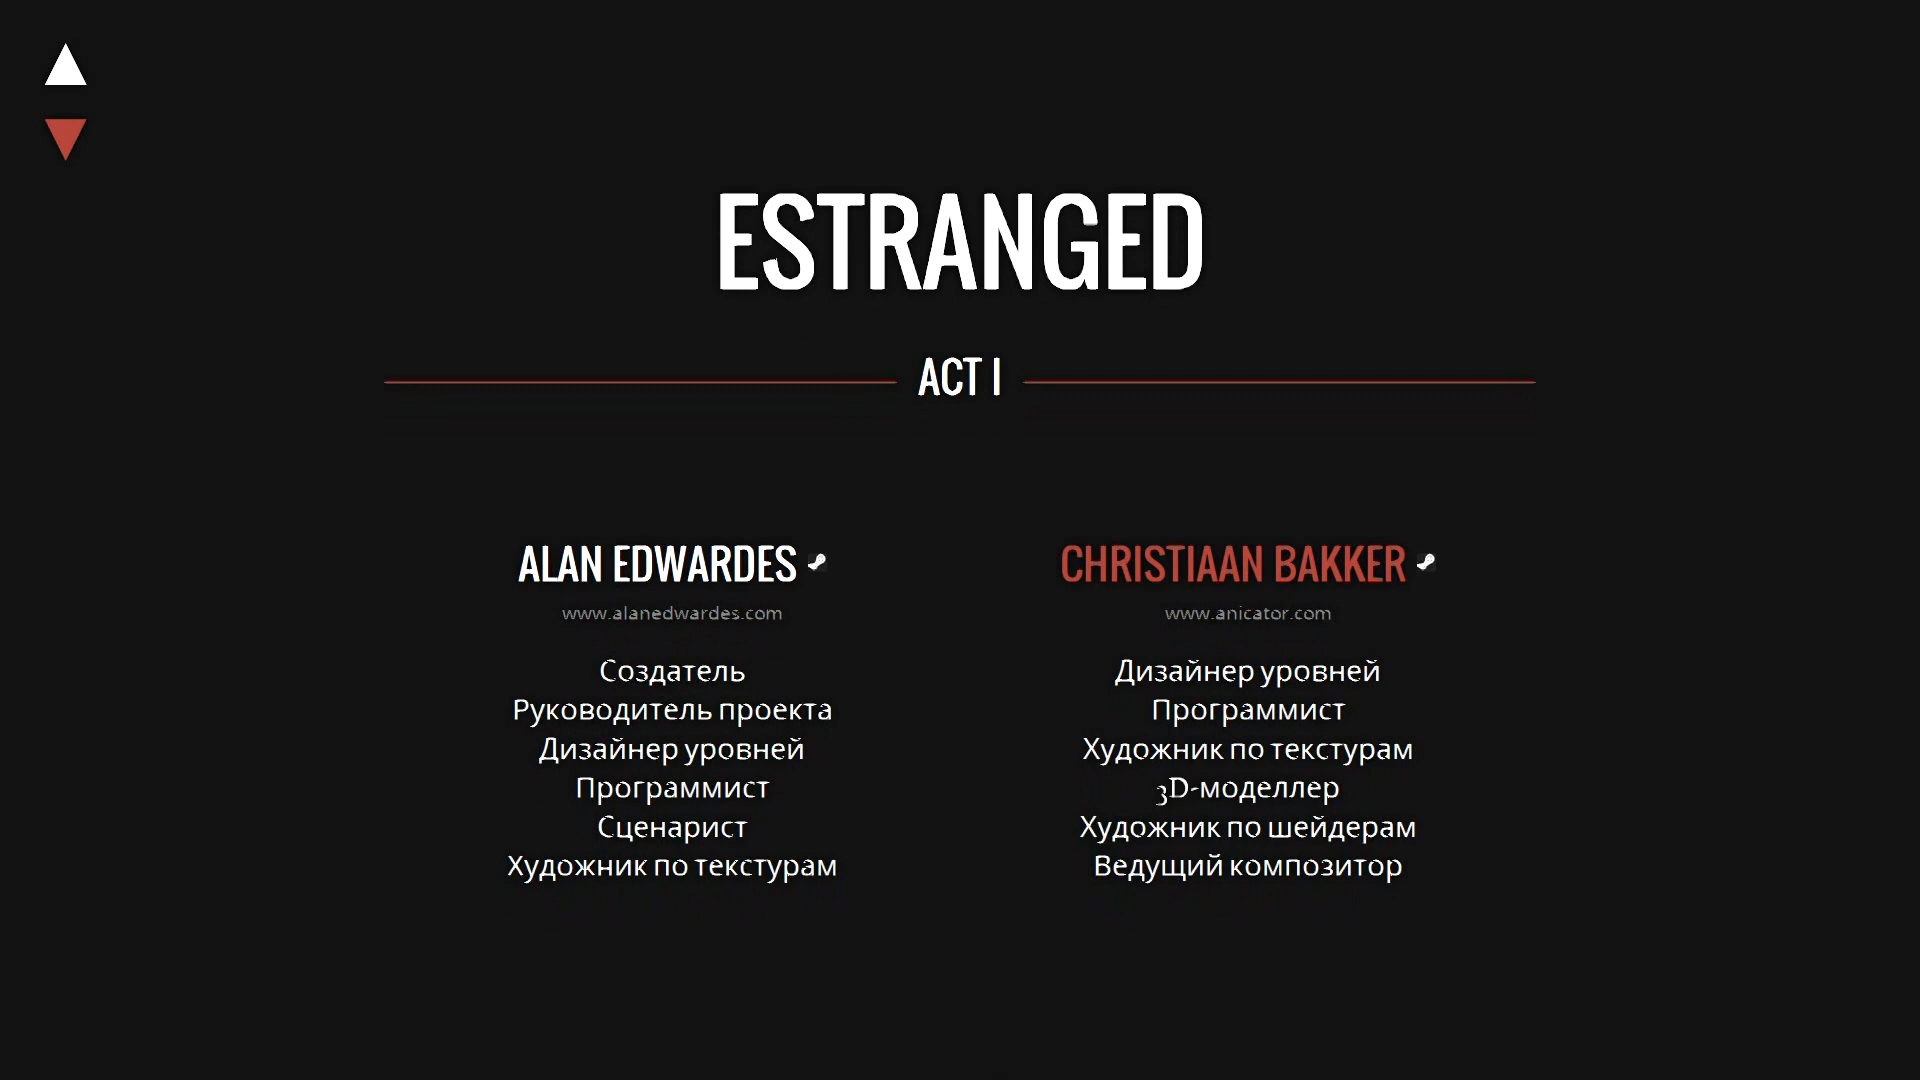 ESTRANGED
ACT I
ALAN EDWARDES
www.alanedwardes.com
Создатель
Руководитель проекта
Дизайнер уровней
Программист
Сценарист
Художник по текстурам
CHRISTIAAN BAKKER
www.anicator.com
Дизайнер уровней
Программист
Художник по текстурам
3D-моделлер
Художник по шейдерам
Ведущий композитор